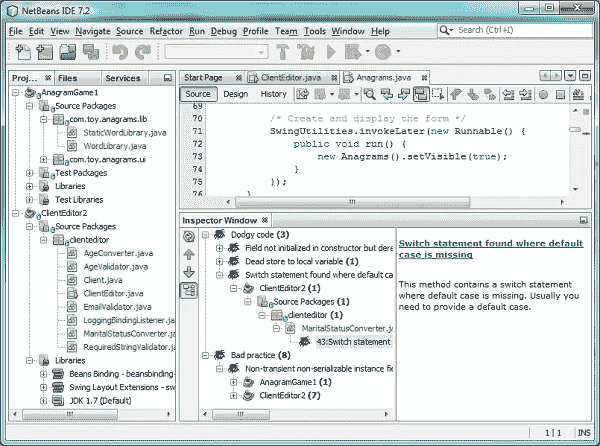 NetBeans IDE 7.2
File Edit View Navigate Source Refactor Run Debug Profile Team Tools Window Help
Search (Ctrl+I)
Proj... Files Services
AnagramGame1
Source Packages
com.toy.anagrams.lib
StaticWordLibrary.java
WordLibrary.java
com.toy.anagrams.ui
Test Packages
Libraries
Test Libraries
ClientEditor2
Source Packages
clienteditor
AgeConverter.java
AgeValidator.java
Client.java
ClientEditor.java
EmailValidator.java
LoggingBindingListener.java
MaritalStatusConverter.java
RequiredStringValidator.java
Libraries
Beans Binding - beansbinding-
Swing Layout Extensions - sw
JDK 1.7 (Default)
Start Page ClientEditor.java Anagrams.java
Source Design History
69
70 /* Create and display the form */
71 SwingUtilities.invokeLater(new Runnable() {
72 public void run() {
73 new Anagrams().setVisible(true);
74 }
75 });
76 }
Inspector Window
Dodgy code (3)
Field not initialized in constructor but dere
Dead store to local variable (1)
Switch statement found where default cas
ClientEditor2 (1)
Source Packages (1)
clienteditor (1)
MaritalStatusConverter.j
43:Switch statement
Bad practice (8)
Non-transient non-serializable instance fie
AnagramGame1 (1)
ClientEditor2 (7)
Switch statement found where default
case is missing
This method contains a switch statement
where default case is missing. Usually you
need to provide a default case.
1 | 1 INS